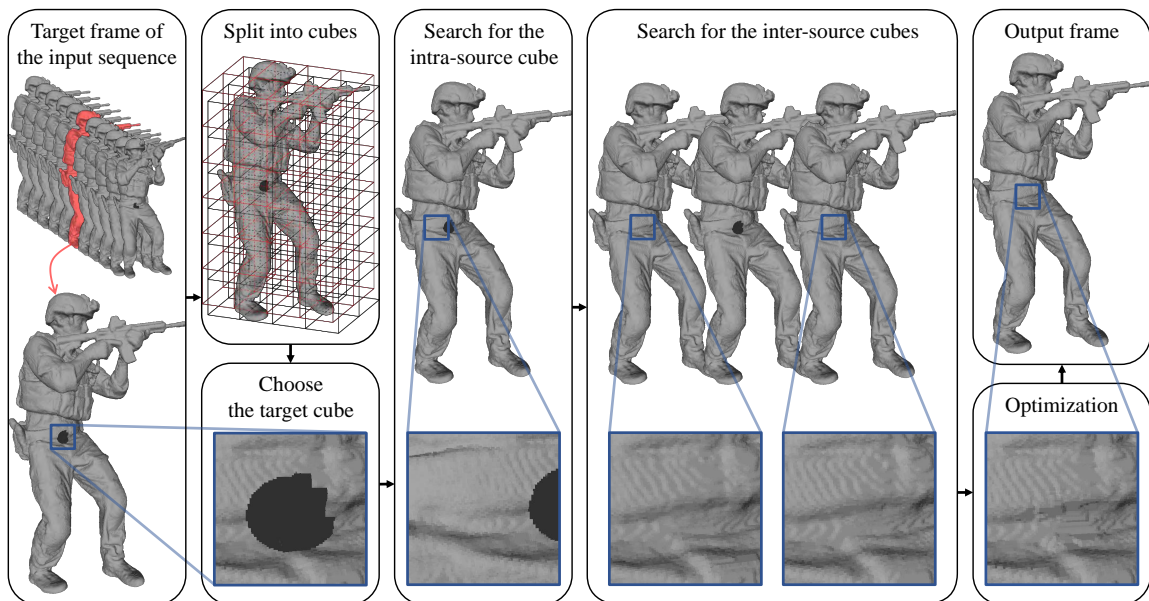 Target frame of
the input sequence
Split into cubes
Choose
the target cube
Search for the
intra-source cube
Search for the inter-source cubes
Optimization
Output frame